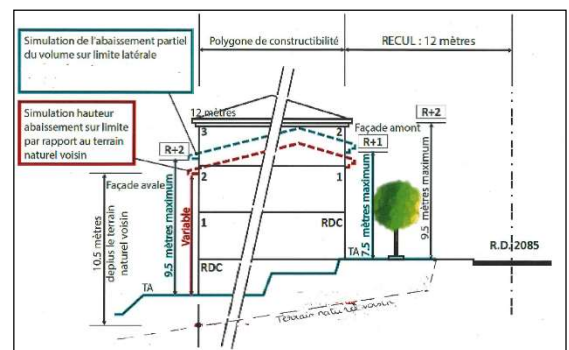 Simulation de l'abaissement partiel
du volume sur limite latérale
Polygone de constructibilité
RECUL : 12 mètres
Simulation hauteur
abaissement sur limite
par rapport au terrain
naturel voisin
12 mètres
R+2
3
2
Façade amont
R+1
R+2
Façade avale
2
1
10.5 mètres
depius le terrain
naturel voisin
9.5 mètres maximum
Variable
1
RDC
7.5 mètres maximum
9.5 mètres maximum
R.D. 2085
TA
RDC
TA
Terrain naturel voisin